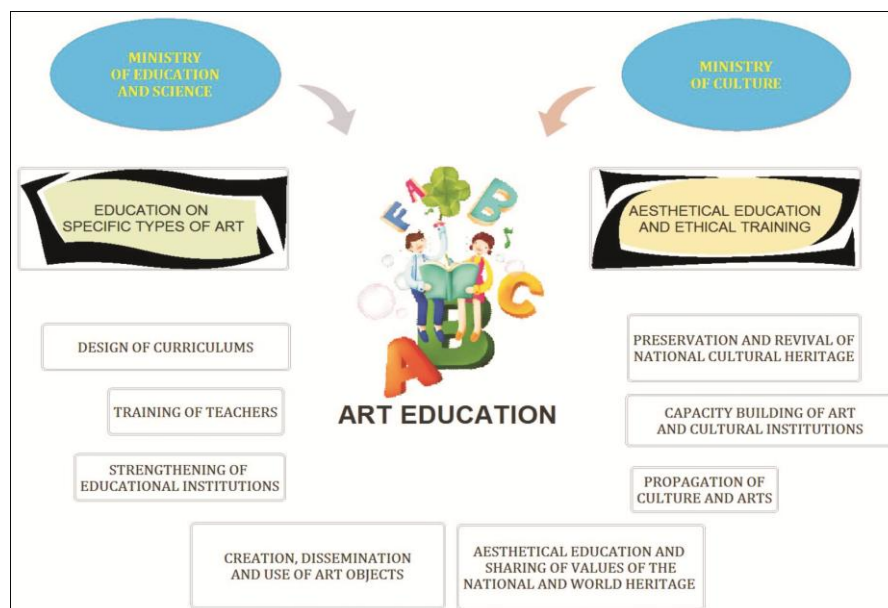 MINISTRY
OF EDUCATION
AND SCIENCE
MINISTRY
OF CULTURE
EDUCATION ON
SPECIFIC TYPES OF ART
AESTHETICAL EDUCATION
AND ETHICAL TRAINING
F
A
B
C
A
B
ART EDUCATION
DESIGN OF CURRICULUMS
TRAINING OF TEACHERS
STRENGTHENING OF
EDUCATIONAL INSTITUTIONS
PRESERVATION AND REVIVAL OF
NATIONAL CULTURAL HERITAGE
CAPACITY BUILDING OF ART
AND CULTURAL INSTITUTIONS
PROPAGATION OF
CULTURE AND ARTS
CREATION, DISSEMINATION
AND USE OF ART OBJECTS
AESTHETICAL EDUCATION AND
SHARING OF VALUES OF THE
NATIONAL AND WORLD HERITAGE